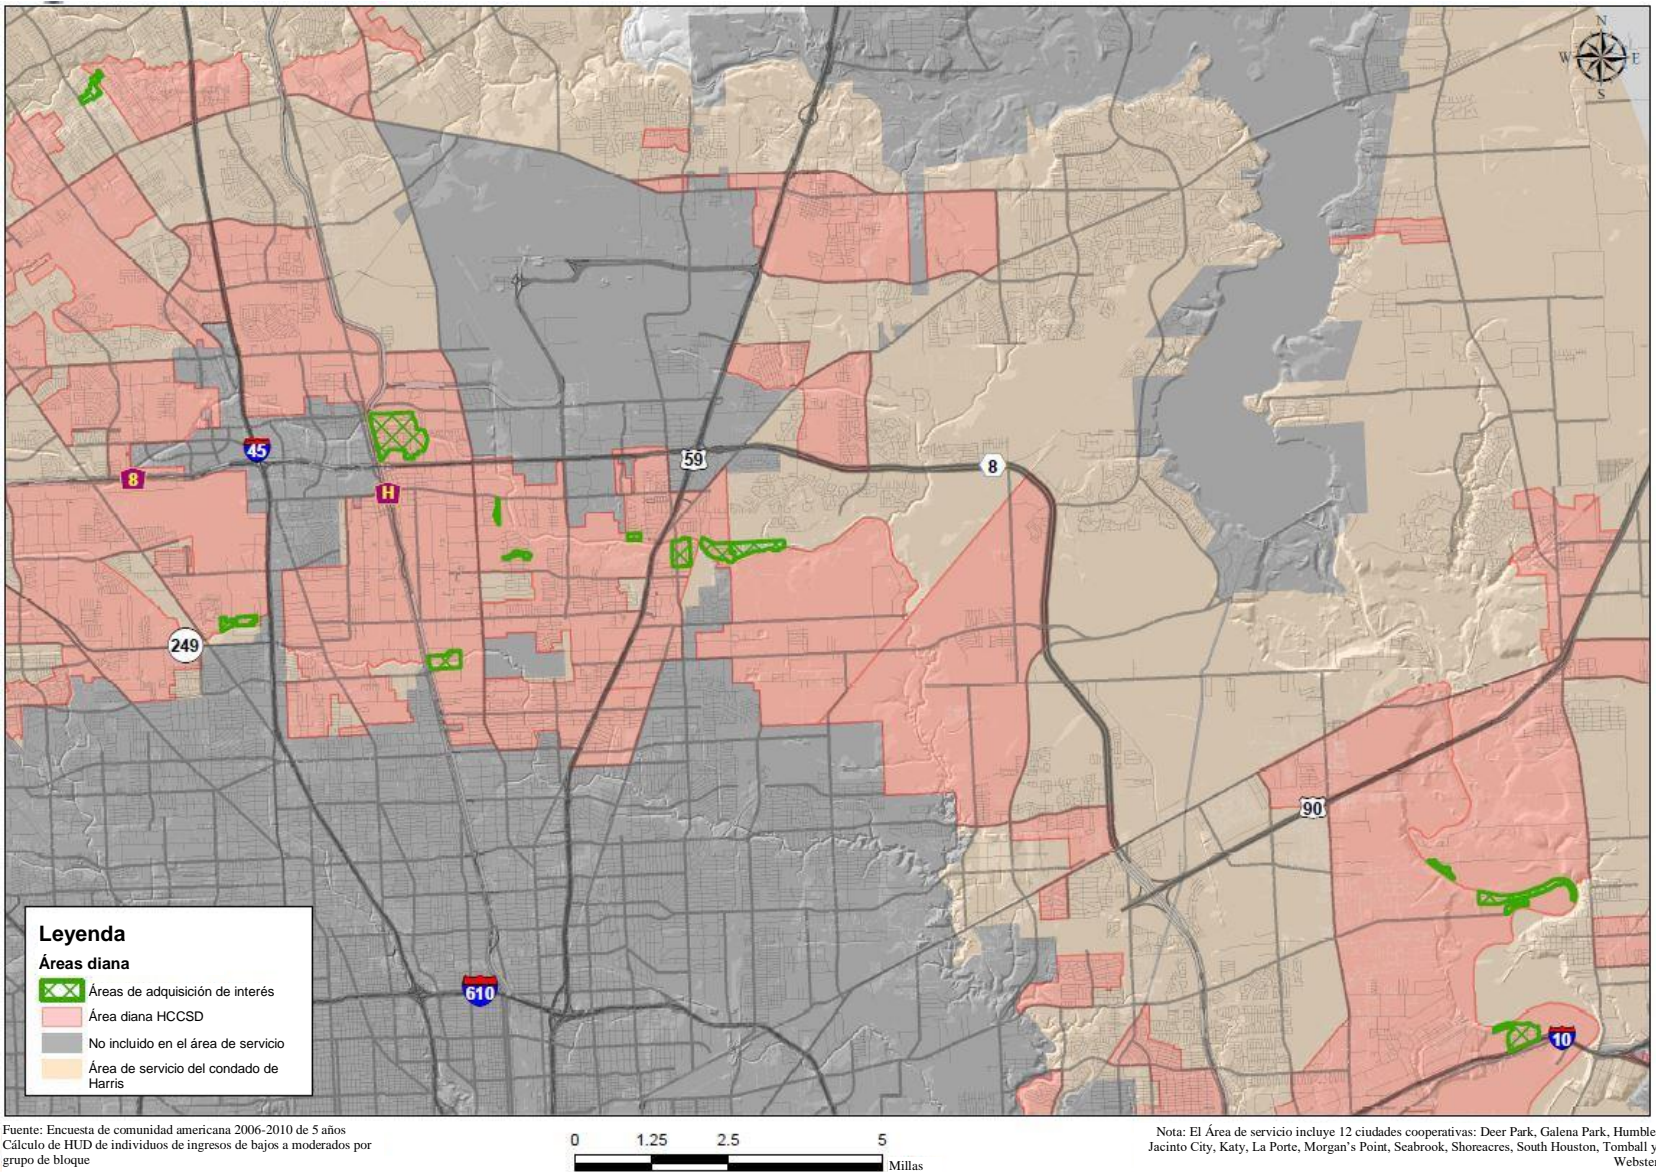 N
W E
S
45
59
8
8
H
249
90
610
10
Leyenda
Áreas diana
Áreas de adquisición de interés
Área diana HCCSD
No incluido en el área de servicio
Área de servicio del condado de
Harris
Fuente: Encuesta de comunidad americana 2006-2010 de 5 años
Cálculo de HUD de individuos de ingresos de bajos a moderados por
grupo de bloque
0 1.25 2.5 5
Millas
Nota: El Área de servicio incluye 12 ciudades cooperativas: Deer Park, Galena Park, Humble
Jacinto City, Katy, La Porte, Morgan's Point, Seabrook, Shoreacres, South Houston, Tomball y
Webster